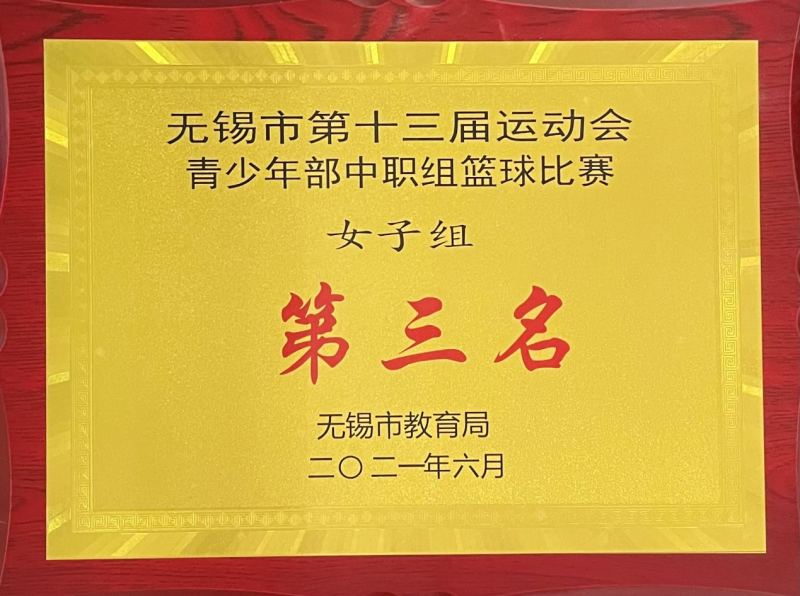 无锡市第十三届运动会
青少年部中职组篮球比赛
女子组
第三名
无锡市教育局
二〇二一年六月